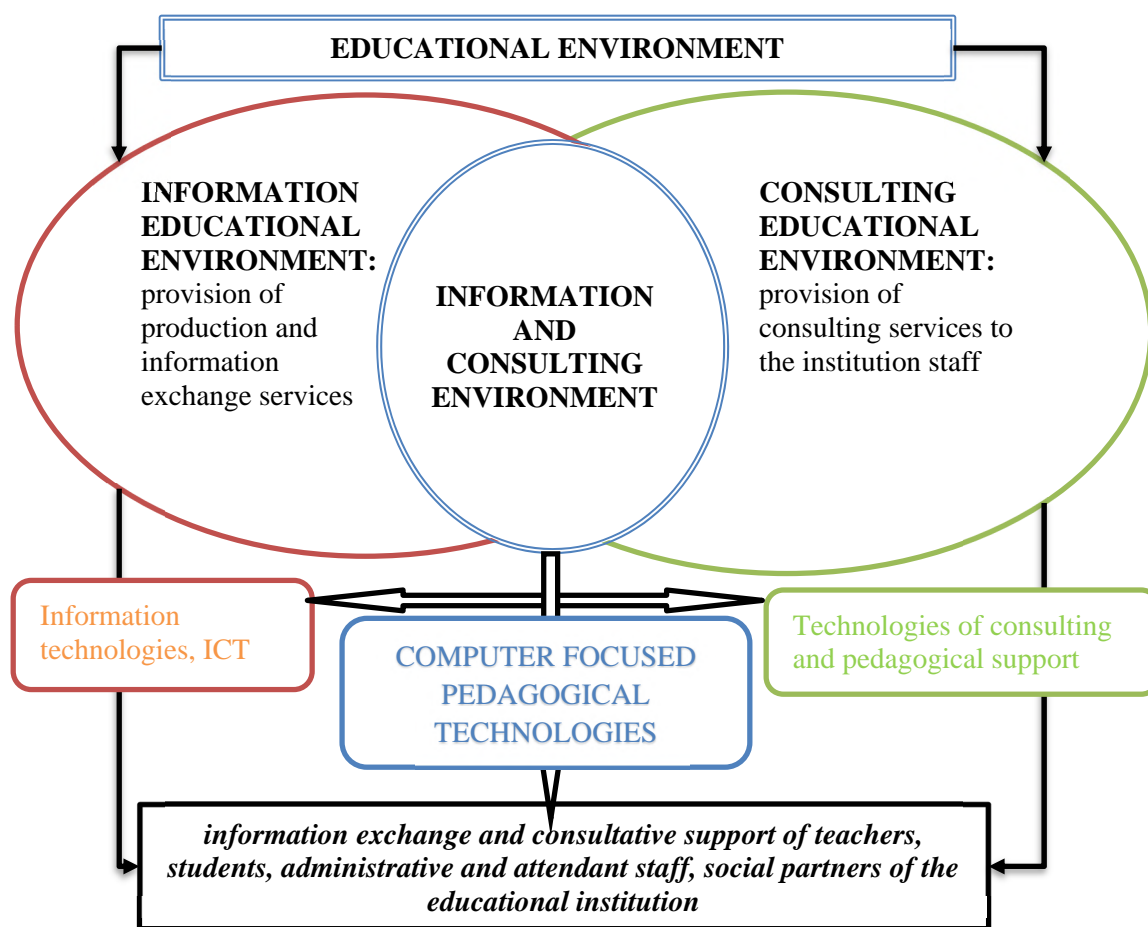 EDUCATIONAL ENVIRONMENT
INFORMATION
EDUCATIONAL
ENVIRONMENT:
provision of
production and
information
exchange services
INFORMATION
AND
CONSULTING
ENVIRONMENT
CONSULTING
EDUCATIONAL
ENVIRONMENT:
provision of
consulting services to
the institution staff
Information
technologies, ICT
COMPUTER FOCUSED
PEDAGOGICAL
TECHNOLOGIES
Technologies of consulting
and pedagogical support
information exchange and consultative support of teachers,
students, administrative and attendant staff, social partners of the
educational institution